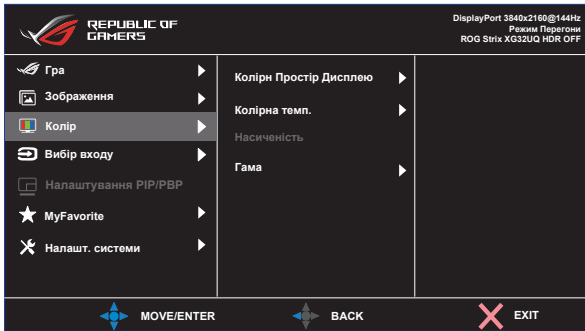 REPUBLIC OF
GAMERS
DisplayPort 3840x2160@144Hz
Режим Перегони
ROG Strix XG32UQ HDR OFF
Гра
Зображення
Колір
Вибір входу
Налаштування PIP/PBP
MyFavorite
Налашт. системи
Колірн Простір Дисплею
Колірна темп.
Насиченість
Гама
MOVE/ENTER
BACK
EXIT